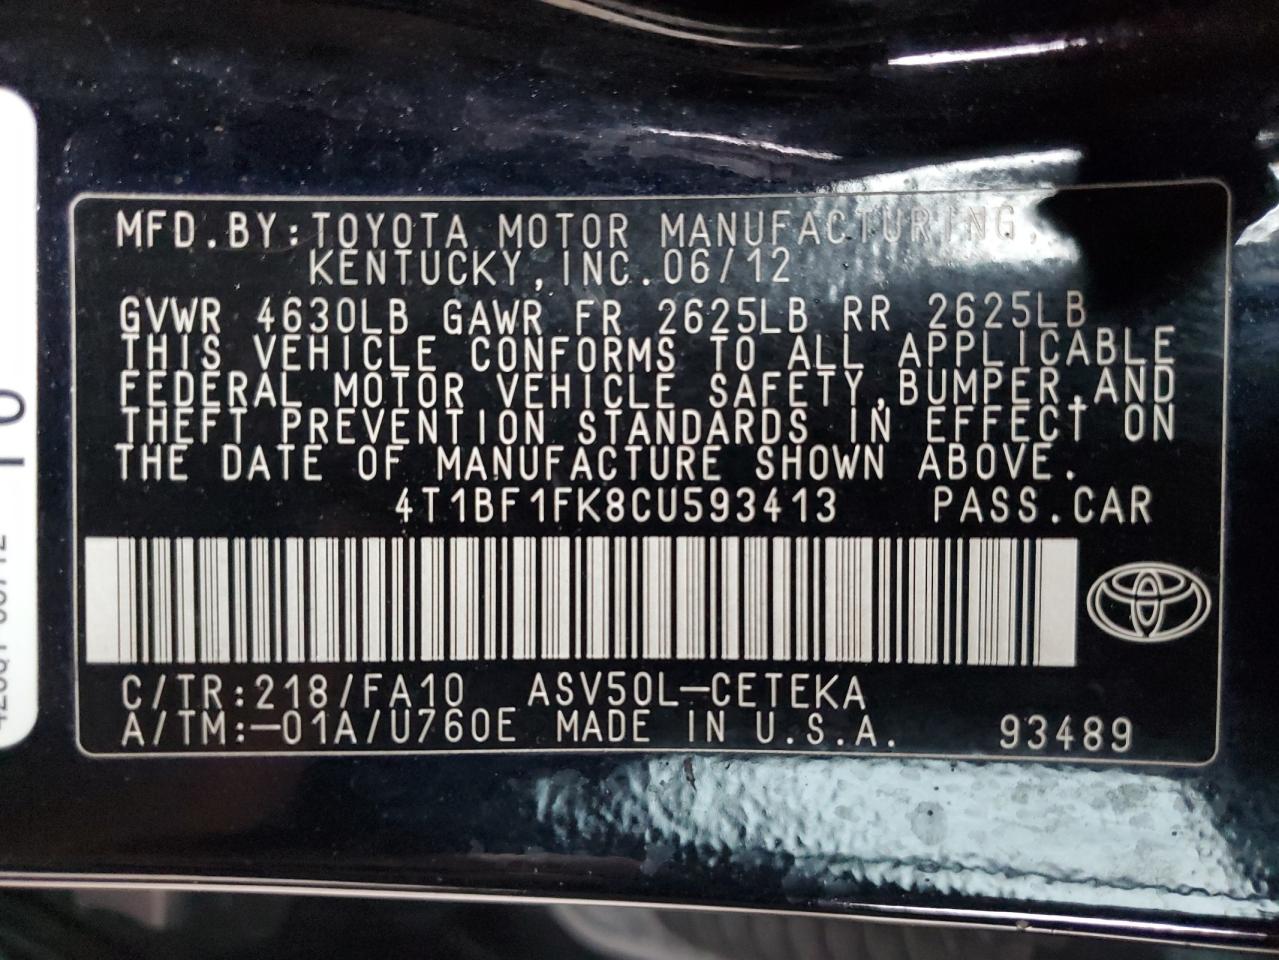 MFD.BY:TOYOTA MOTOR MANUFACTURING,
KENTUCKY,INC.06/12
GVWR 4630LB GAWR FR 2625LB RR 2625LB
THIS VEHICLE CONFORMS TO ALL APPLICABLE
FEDERAL MOTOR VEHICLE SAFETY,BUMPER,AND
THEFT PREVENTION STANDARDS IN EFFECT ON
THE DATE OF MANUFACTURE SHOWN ABOVE.
4T1BF1FK8CU593413 PASS.CAR
C/TR:218/FA10 ASV50L-CETEKA
A/TM:-01A/U760E MADE IN U.S.A. 93489